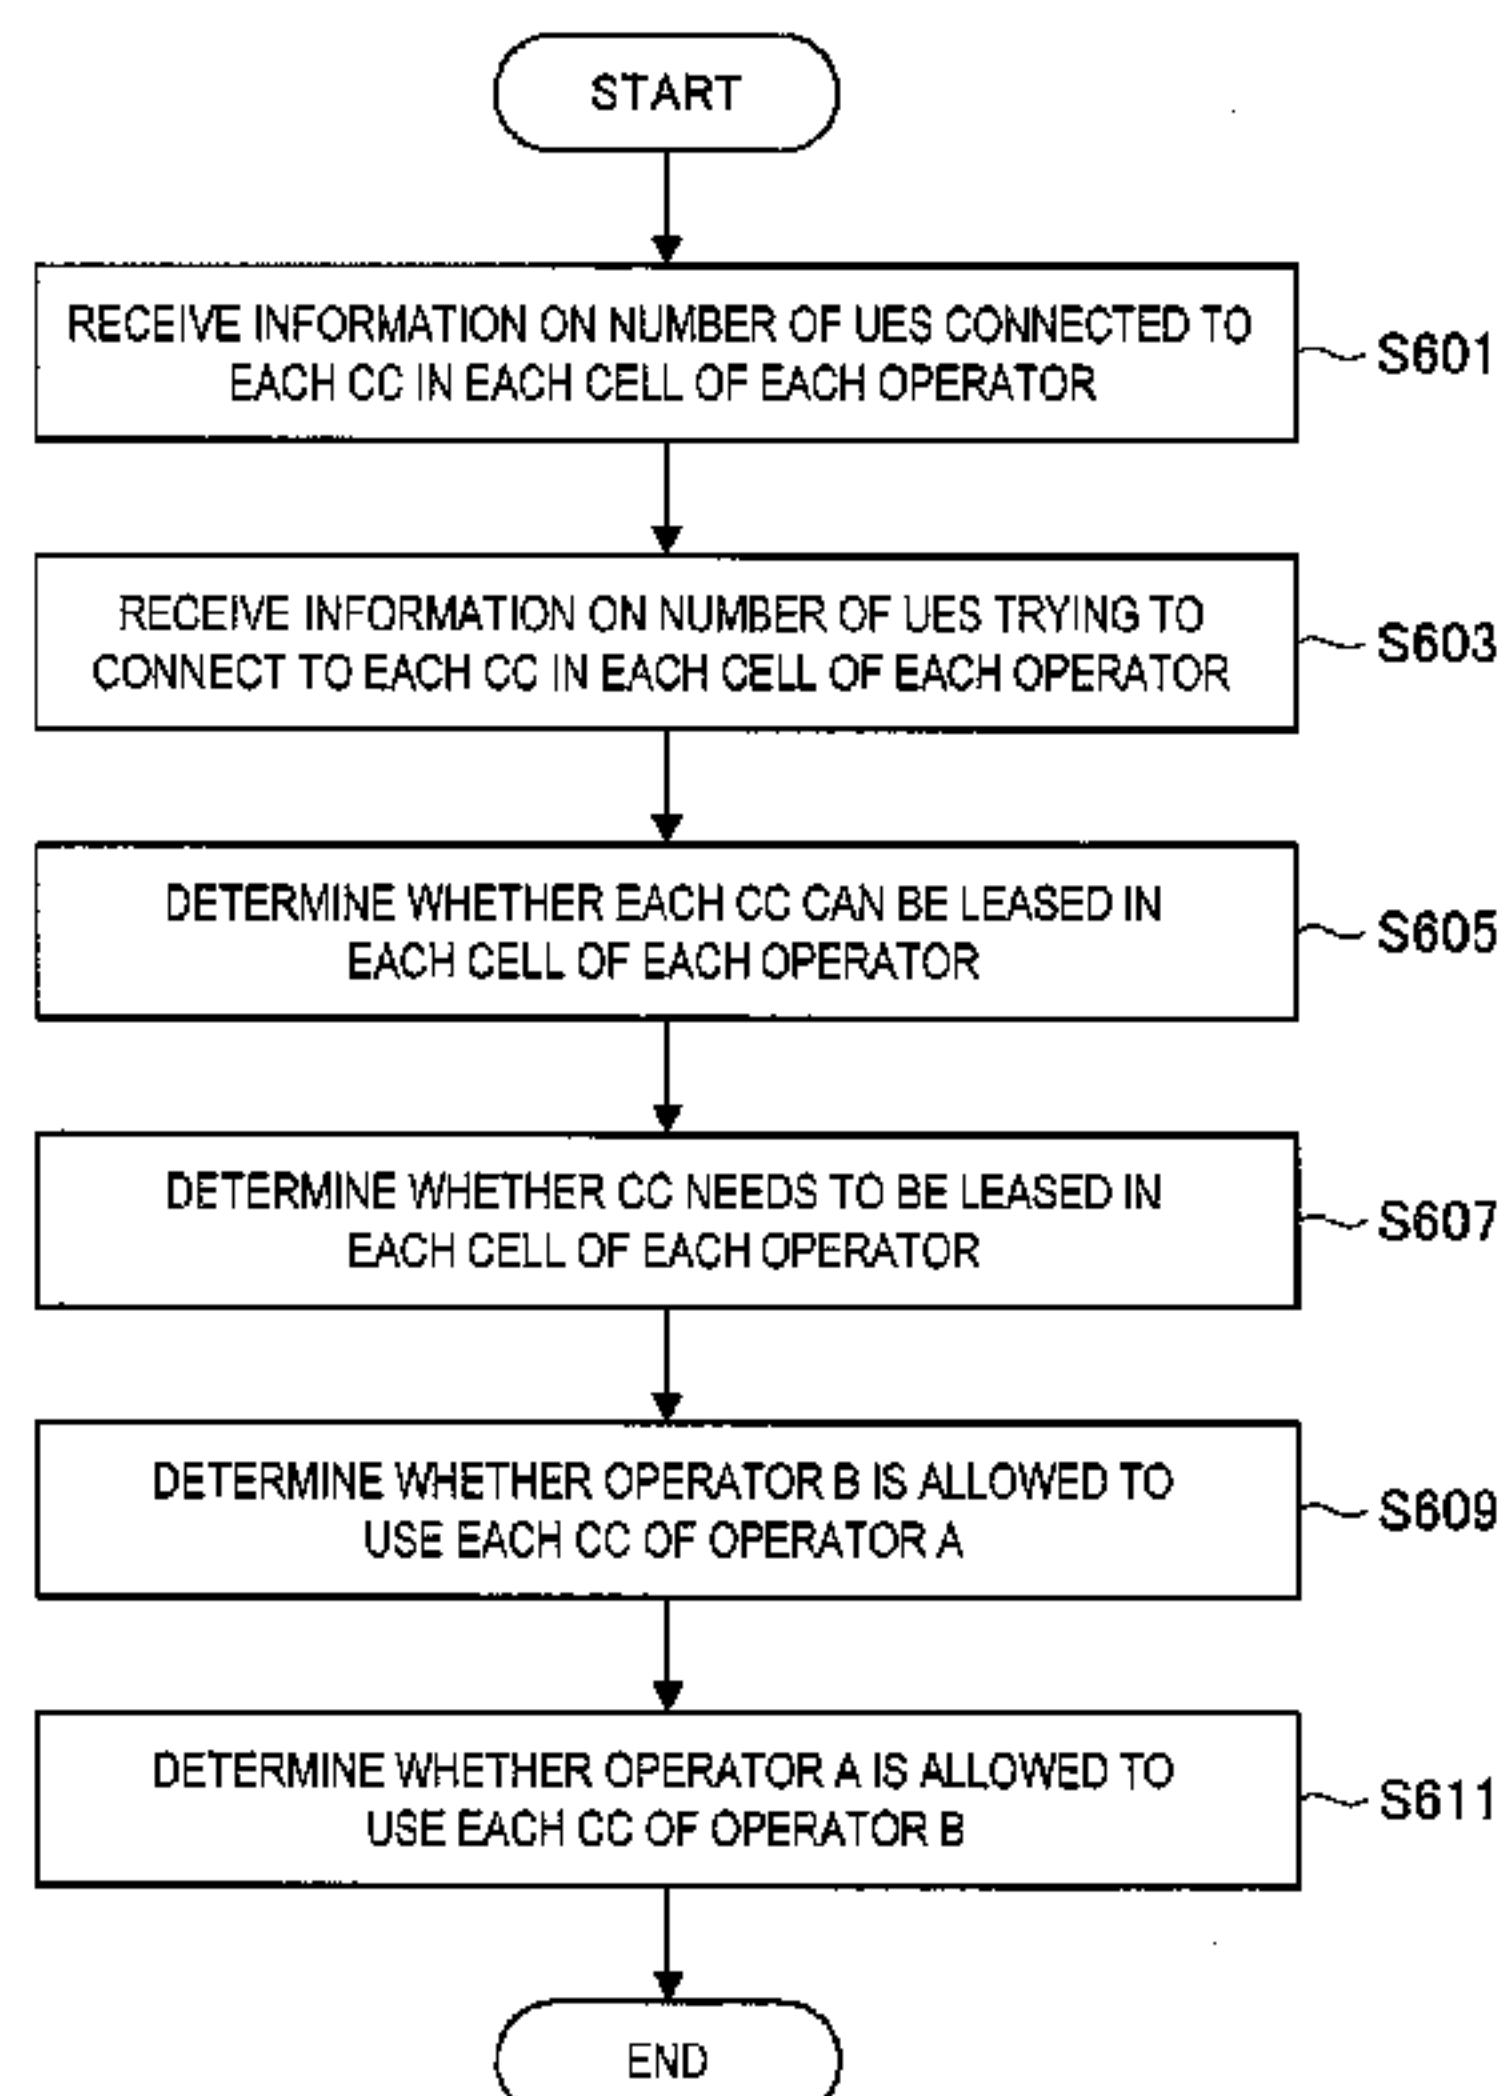 START
RECEIVE INFORMATION ON NUMBER OF UES CONNECTED TO
EACH CC IN EACH CELL OF EACH OPERATOR
S601
RECEIVE INFORMATION ON NUMBER OF UES TRYING TO
CONNECT TO EACH CC IN EACH CELL OF EACH OPERATOR
S603
DETERMINE WHETHER EACH CC CAN BE LEASED IN
EACH CELL OF EACH OPERATOR
S605
DETERMINE WHETHER CC NEEDS TO BE LEASED IN
EACH CELL OF EACH OPERATOR
S607
DETERMINE WHETHER OPERATOR B IS ALLOWED TO
USE EACH CC OF OPERATOR A
S609
DETERMINE WHETHER OPERATOR A IS ALLOWED TO
USE EACH CC OF OPERATOR B
S611
END